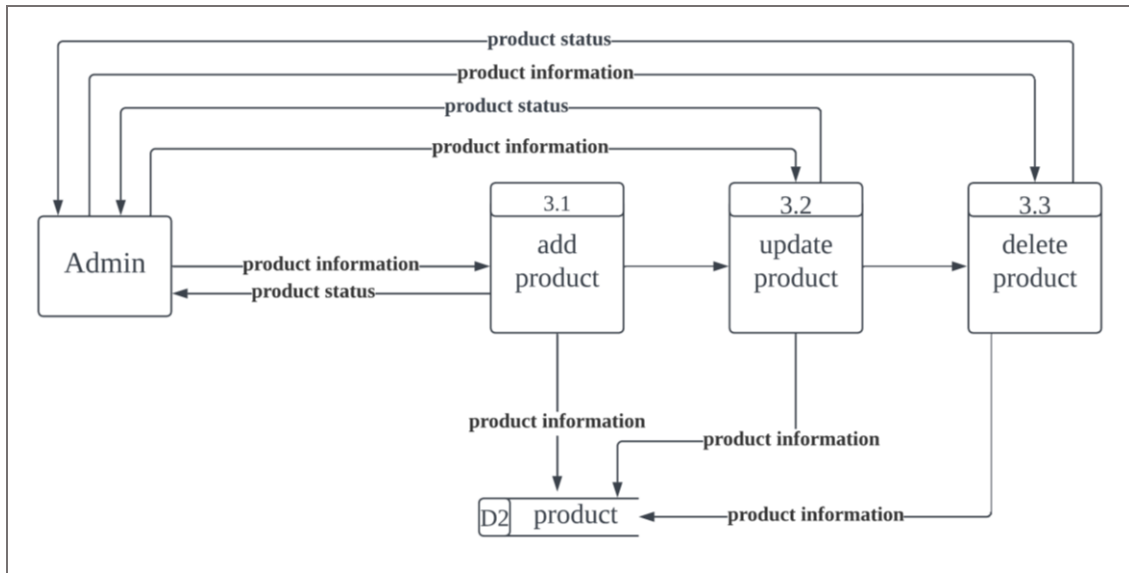 product status
product information
product status
product information
3.1
3.2
3.3
Admin
add
product
update
product
delete
product
product information
product status
product information
product information
D2
product
product information